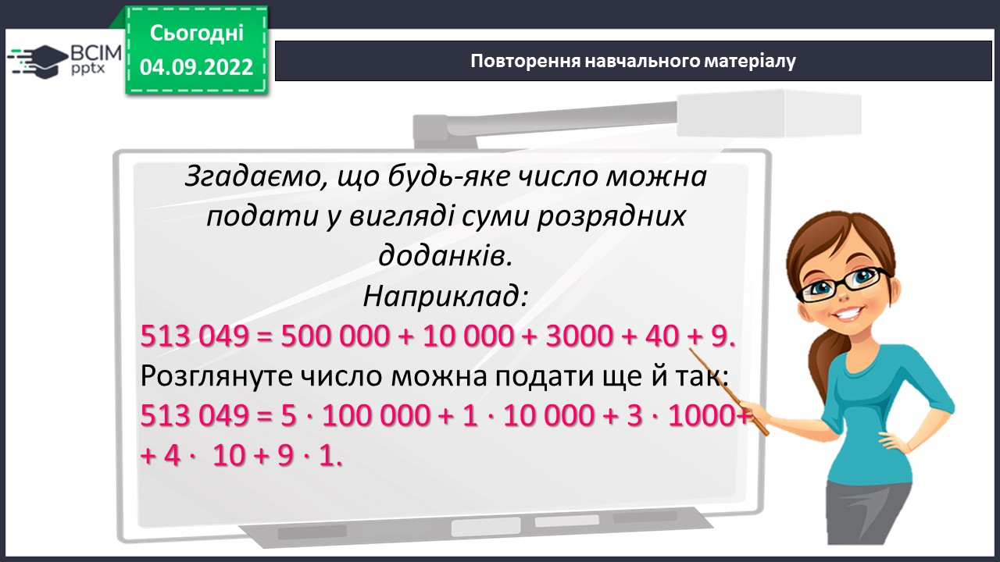 Сьогодні
04.09.2022
ВСІМ
pptx
Повторення навчального матеріалу
Згадаємо, що будь-яке число можна
подати у вигляді суми розрядних
доданків.
Наприклад:
513 049 = 500 000 + 10 000 + 3000 + 40 + 9.
Розглянуте число можна подати ще й так:
513 049 = 5 · 100 000 + 1 · 10 000 + 3 · 1000+
+ 4 ·  10 + 9 · 1.